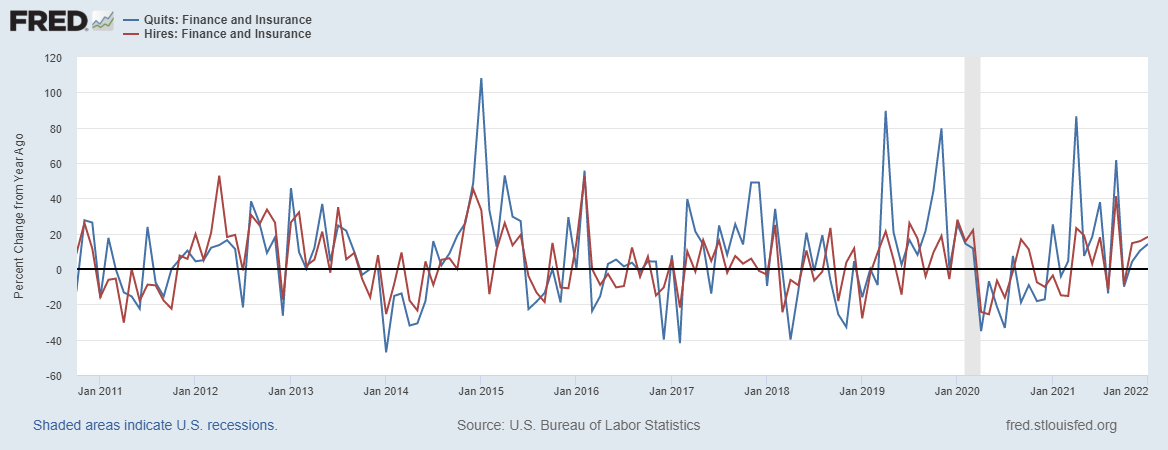 FRED
Quits: Finance and Insurance
Hires: Finance and Insurance
Percent Change from Year Ago
120
100
80
60
40
20
0
-20
-40
-60
Jan 2011 Jan 2012 Jan 2013 Jan 2014 Jan 2015 Jan 2016 Jan 2017 Jan 2018 Jan 2019 Jan 2020 Jan 2021 Jan 2022
Shaded areas indicate U.S. recessions. Source: U.S. Bureau of Labor Statistics fred.stlouisfed.org